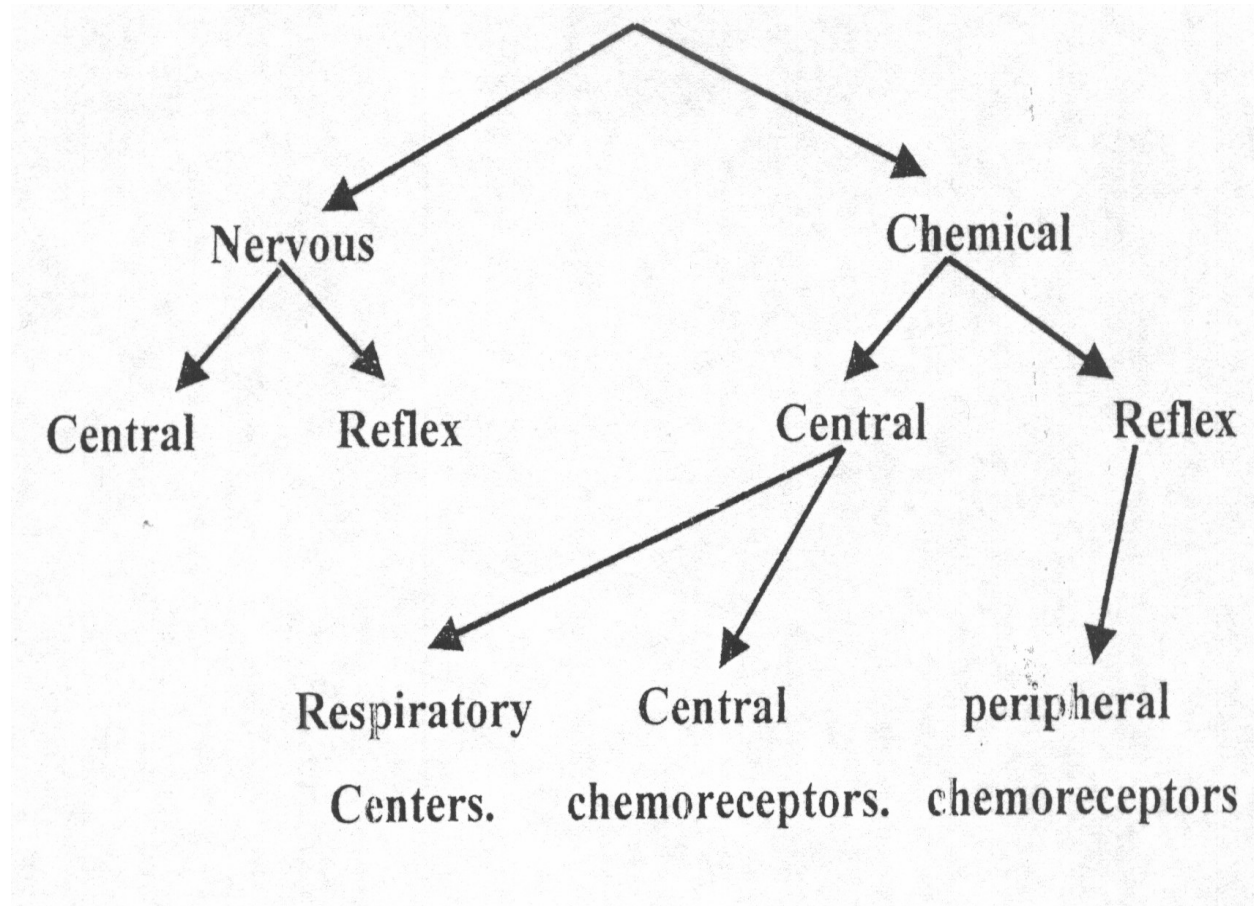 Nervous
Chemical
Central
Reflex
Central
Reflex
Respiratory
Centers.
Central
chemoreceptors.
peripheral
chemoreceptors